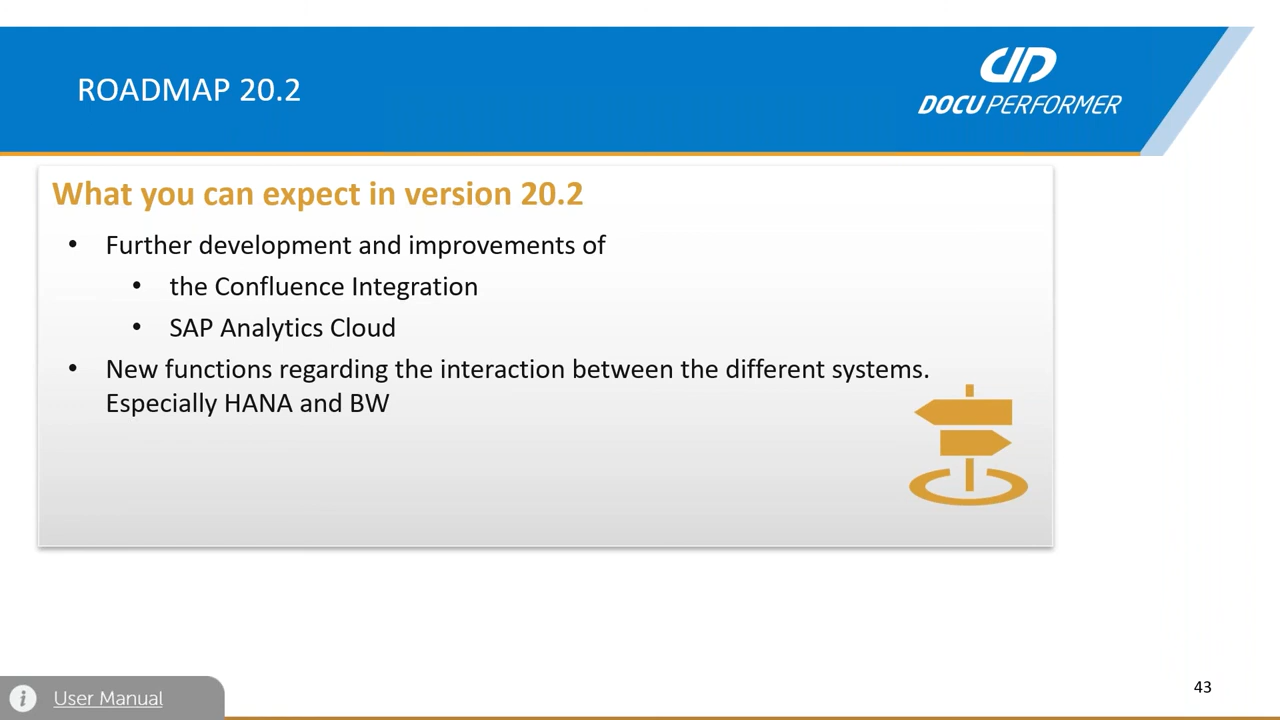 ROADMAP 20.2
DOCU PERFORMER
What you can expect in version 20.2
• Further development and improvements of
• the Confluence Integration
• SAP Analytics Cloud
• New functions regarding the interaction between the different systems.
Especially HANA and BW
i User Manual
43